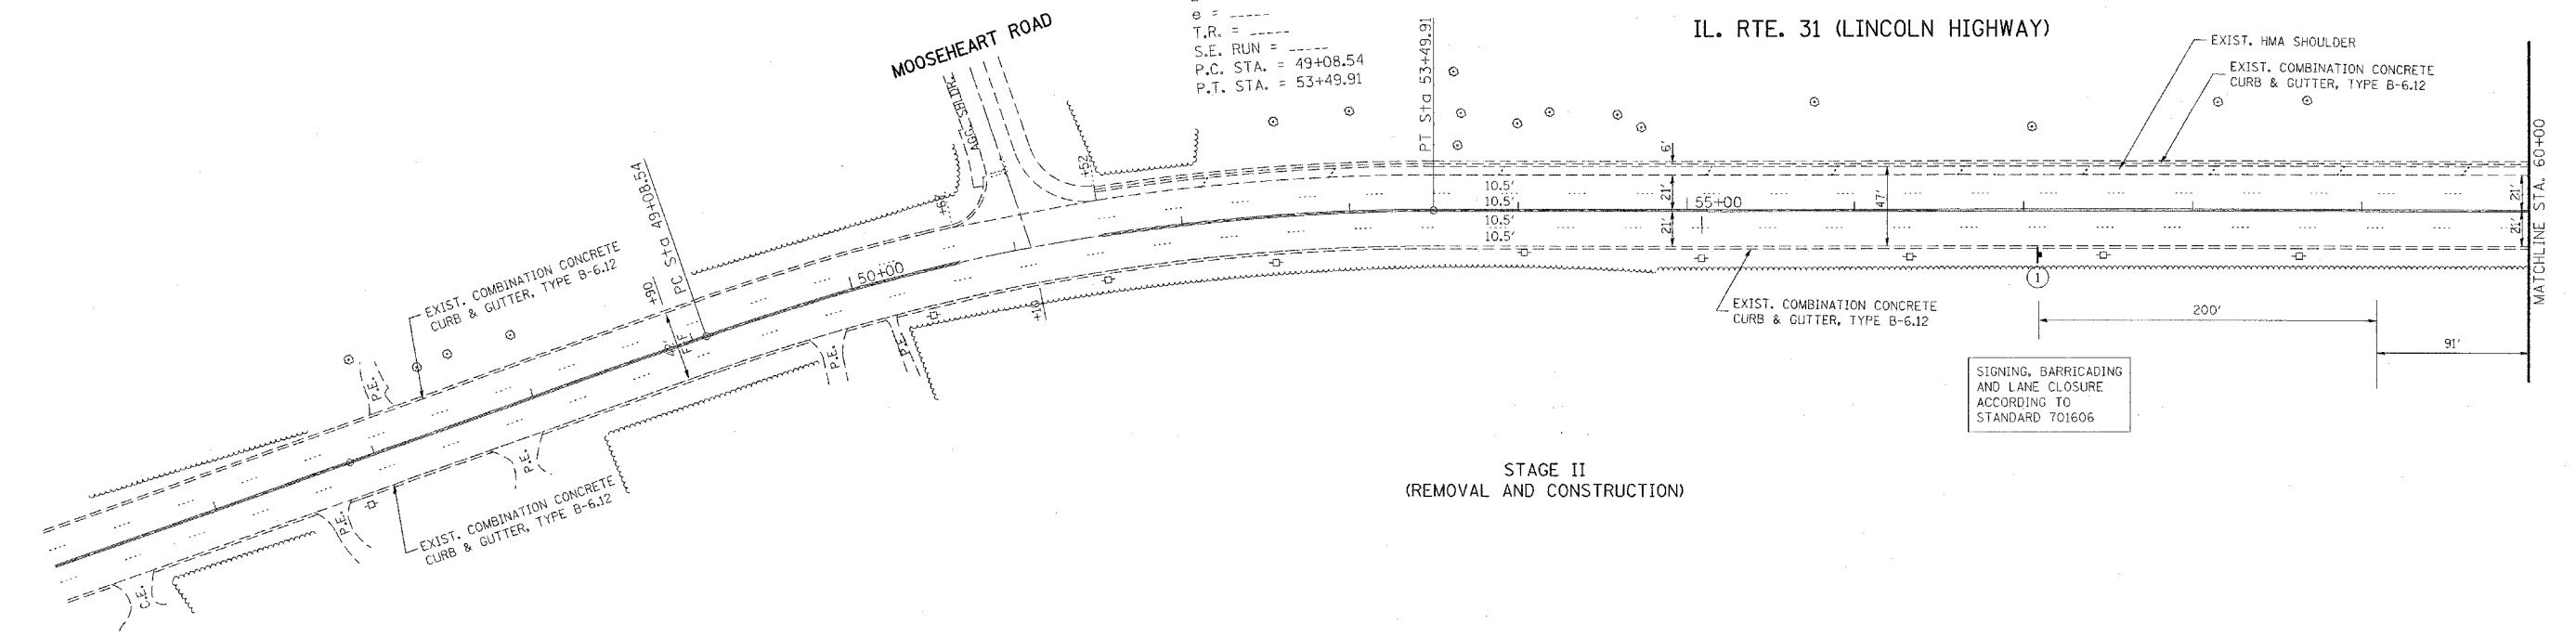 e = -----
T.R. = -----
S.E. RUN = -----
P.C. STA. = 49+08.54
P.T. STA. = 53+49.91
IL. RTE. 31 (LINCOLN HIGHWAY)
MOOSEHEART ROAD
AGG. SHLDR.
PT Sta 53+49.91
EXIST. HMA SHOULDER
EXIST. COMBINATION CONCRETE
CURB & GUTTER, TYPE B-6.12
MATCHLINE STA. 60+00
+52
6'
10.5'
10.5'
10.5'
10.5'
21'
21'
55+00
47'
21'
21'
PC Sta 49+08.54
+90
50+00
EXIST. COMBINATION CONCRETE
CURB & GUTTER, TYPE B-6.12
F-F
+10
1
EXIST. COMBINATION CONCRETE
CURB & GUTTER, TYPE B-6.12
200'
91'
P.E.
P.E.
P.E.
P.E.
P.E.
C.E.
SIGNING, BARRICADING
AND LANE CLOSURE
ACCORDING TO
STANDARD 701606
EXIST. COMBINATION CONCRETE
CURB & GUTTER, TYPE B-6.12
STAGE II
(REMOVAL AND CONSTRUCTION)